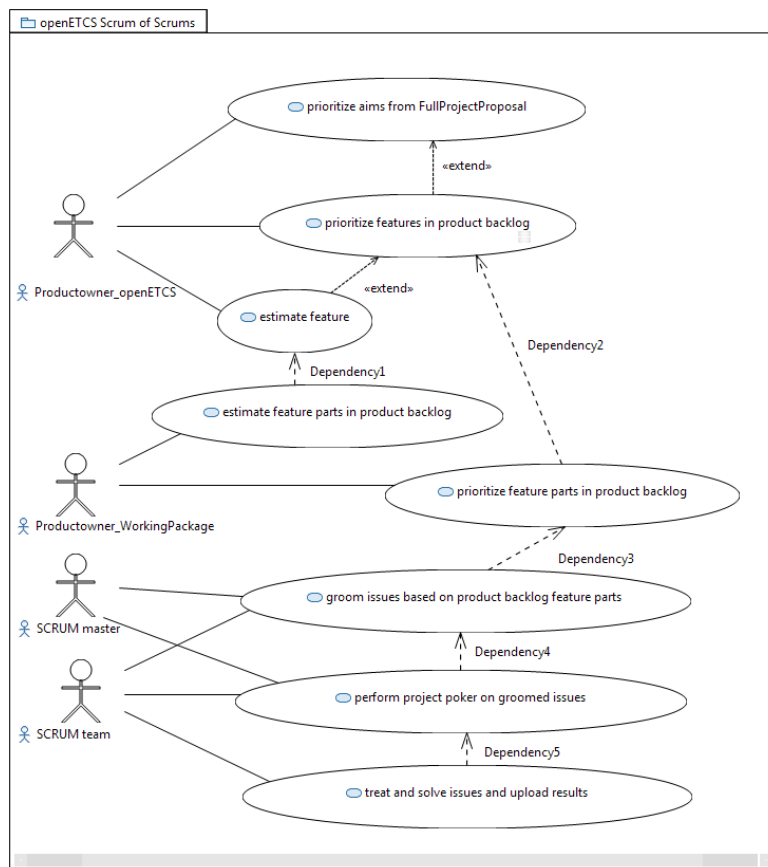 openETCS Scrum of Scrums
prioritize aims from FullProjectProposal
«extend»
prioritize features in product backlog
Productowner_openETCS
«extend»
estimate feature
Dependency2
Dependency1
estimate feature parts in product backlog
prioritize feature parts in product backlog
Productowner_WorkingPackage
Dependency3
groom issues based on product backlog feature parts
SCRUM master
Dependency4
perform project poker on groomed issues
SCRUM team
Dependency5
treat and solve issues and upload results